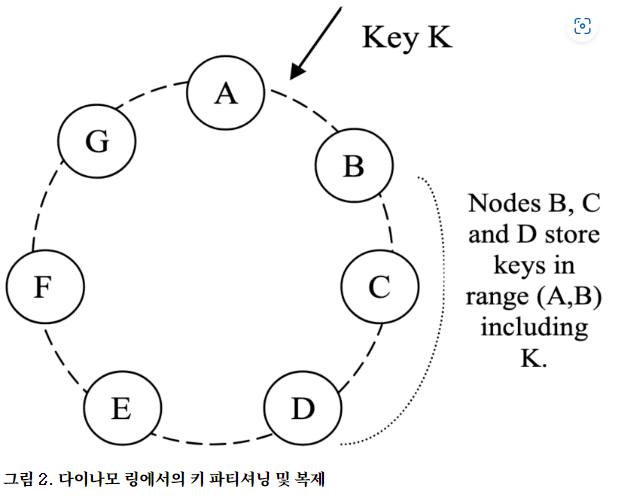 Key K
A
B
C
D
E
F
G
Nodes B, C
and D store
keys in
range (A,B)
including
K.
그림 2. 다이나모 링에서의 키 파티셔닝 및 복제